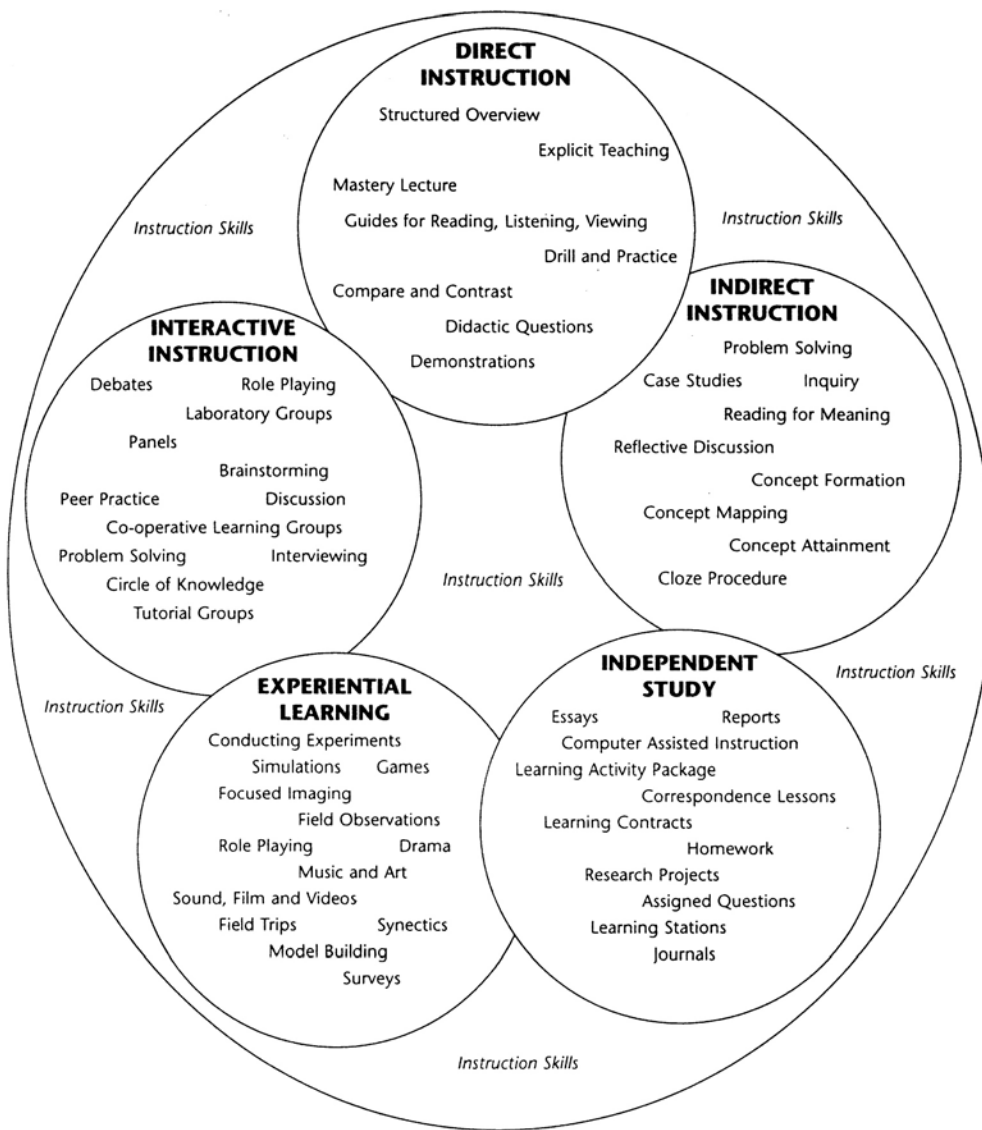 DIRECT
INSTRUCTION
Structured Overview
Explicit Teaching
Mastery Lecture
Guides for Reading, Listening, Viewing
Drill and Practice
Compare and Contrast
Didactic Questions
Demonstrations
Instruction Skills
Instruction Skills
INDIRECT
INSTRUCTION
Problem Solving
Case Studies Inquiry
Reading for Meaning
Reflective Discussion
Concept Formation
Concept Mapping
Concept Attainment
Cloze Procedure
INTERACTIVE
INSTRUCTION
Debates Role Playing
Laboratory Groups
Panels
Brainstorming
Peer Practice Discussion
Co-operative Learning Groups
Problem Solving Interviewing
Circle of Knowledge
Tutorial Groups
Instruction Skills
Instruction Skills
Instruction Skills
EXPERIENTIAL
LEARNING
Conducting Experiments
Simulations Games
Focused Imaging
Field Observations
Role Playing Drama
Music and Art
Sound, Film and Videos
Field Trips Synectics
Model Building
Surveys
INDEPENDENT
STUDY
Essays Reports
Computer Assisted Instruction
Learning Activity Package
Correspondence Lessons
Learning Contracts
Homework
Research Projects
Assigned Questions
Learning Stations
Journals
Instruction Skills